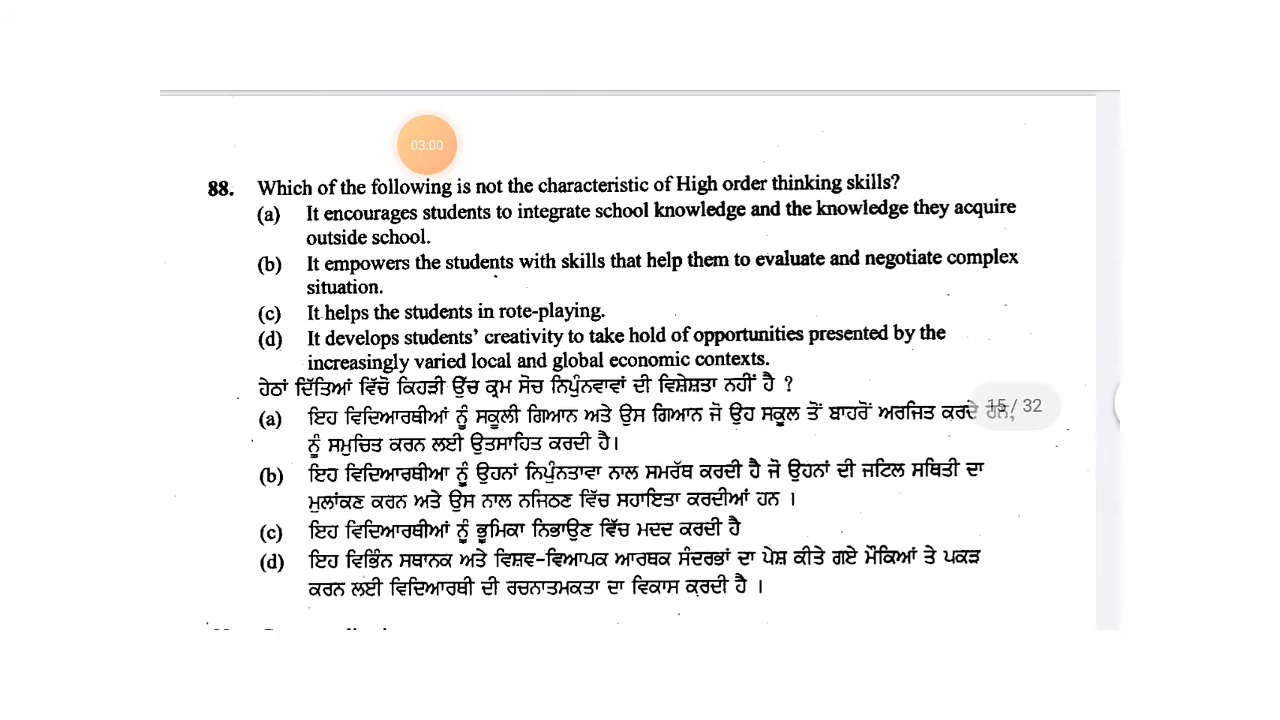 03:00
88. Which of the following is not the characteristic of High order thinking skills?
(a) It encourages students to integrate school knowledge and the knowledge they acquire
outside school.
(b) It empowers the students with skills that help them to evaluate and negotiate complex
situation.
(c) It helps the students in rote-playing.
(d) It develops students' creativity to take hold of opportunities presented by the
increasingly varied local and global economic contexts.
ਹੇਠਾਂ ਦਿੱਤਿਆਂ ਵਿੱਚੋ ਕਿਹੜੀ ਉੱਚ ਕ੍ਰਮ ਸੋਚ ਨਿਪੁੰਨਵਾਵਾਂ ਦੀ ਵਿਸ਼ੇਸ਼ਤਾ ਨਹੀਂ ਹੈ ?
(a) ਇਹ ਵਿਦਿਆਰਥੀਆਂ ਨੂੰ ਸਕੂਲੀ ਗਿਆਨ ਅਤੇ ਉਸ ਗਿਆਨ ਜੋ ਉਹ ਸਕੂਲ ਤੋਂ ਬਾਹਰੋਂ ਅਰਜਿਤ ਕਰਦੇ ਹਨ,
15 / 32
ਨੂੰ ਸਮੁਚਿਤ ਕਰਨ ਲਈ ਉਤਸਾਹਿਤ ਕਰਦੀ ਹੈ।
(b) ਇਹ ਵਿਦਿਆਰਥੀਆ ਨੂੰ ਉਹਨਾਂ ਨਿਪੁੰਨਤਾਵਾ ਨਾਲ ਸਮਰੱਥ ਕਰਦੀ ਹੈ ਜੋ ਉਹਨਾਂ ਦੀ ਜਟਿਲ ਸਥਿਤੀ ਦਾ
ਮੁਲਾਂਕਣ ਕਰਨ ਅਤੇ ਉਸ ਨਾਲ ਨਜਿਠਣ ਵਿੱਚ ਸਹਾਇਤਾ ਕਰਦੀਆਂ ਹਨ ।
(c) ਇਹ ਵਿਦਿਆਰਥੀਆਂ ਨੂੰ ਭੂਮਿਕਾ ਨਿਭਾਉਣ ਵਿੱਚ ਮਦਦ ਕਰਦੀ ਹੈ
(d) ਇਹ ਵਿਭਿੰਨ ਸਥਾਨਕ ਅਤੇ ਵਿਸ਼ਵ-ਵਿਆਪਕ ਆਰਥਕ ਸੰਦਰਭਾਂ ਦਾ ਪੇਸ਼ ਕੀਤੇ ਗਏ ਮੌਕਿਆਂ ਤੇ ਪਕੜ
ਕਰਨ ਲਈ ਵਿਦਿਆਰਥੀ ਦੀ ਰਚਨਾਤਮਕਤਾ ਦਾ ਵਿਕਾਸ ਕਰਦੀ ਹੈ ।